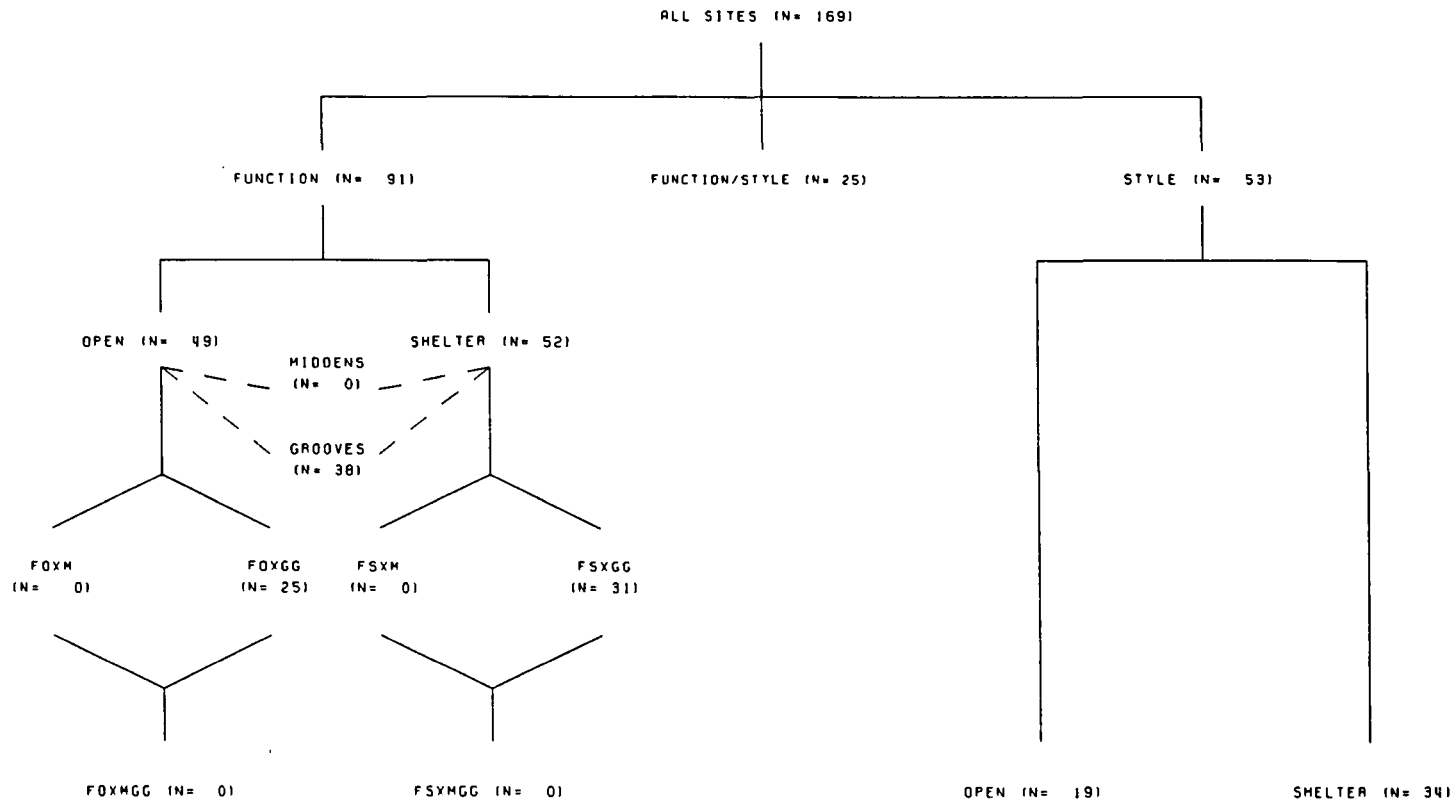 ALL SITES (N= 169)
FUNCTION (N= 91)
FUNCTION/STYLE (N= 25)
STYLE (N= 53)
OPEN (N= 49)
SHELTER (N= 52)
MIDDENS
(N= 0)
GROOVES
(N= 38)
FOXM
(N= 0)
FOXGG
(N= 25)
FSXM
(N= 0)
FSXGG
(N= 31)
FOXMGG (N= 0)
FSXMGG (N= 0)
OPEN (N= 19)
SHELTER (N= 34)